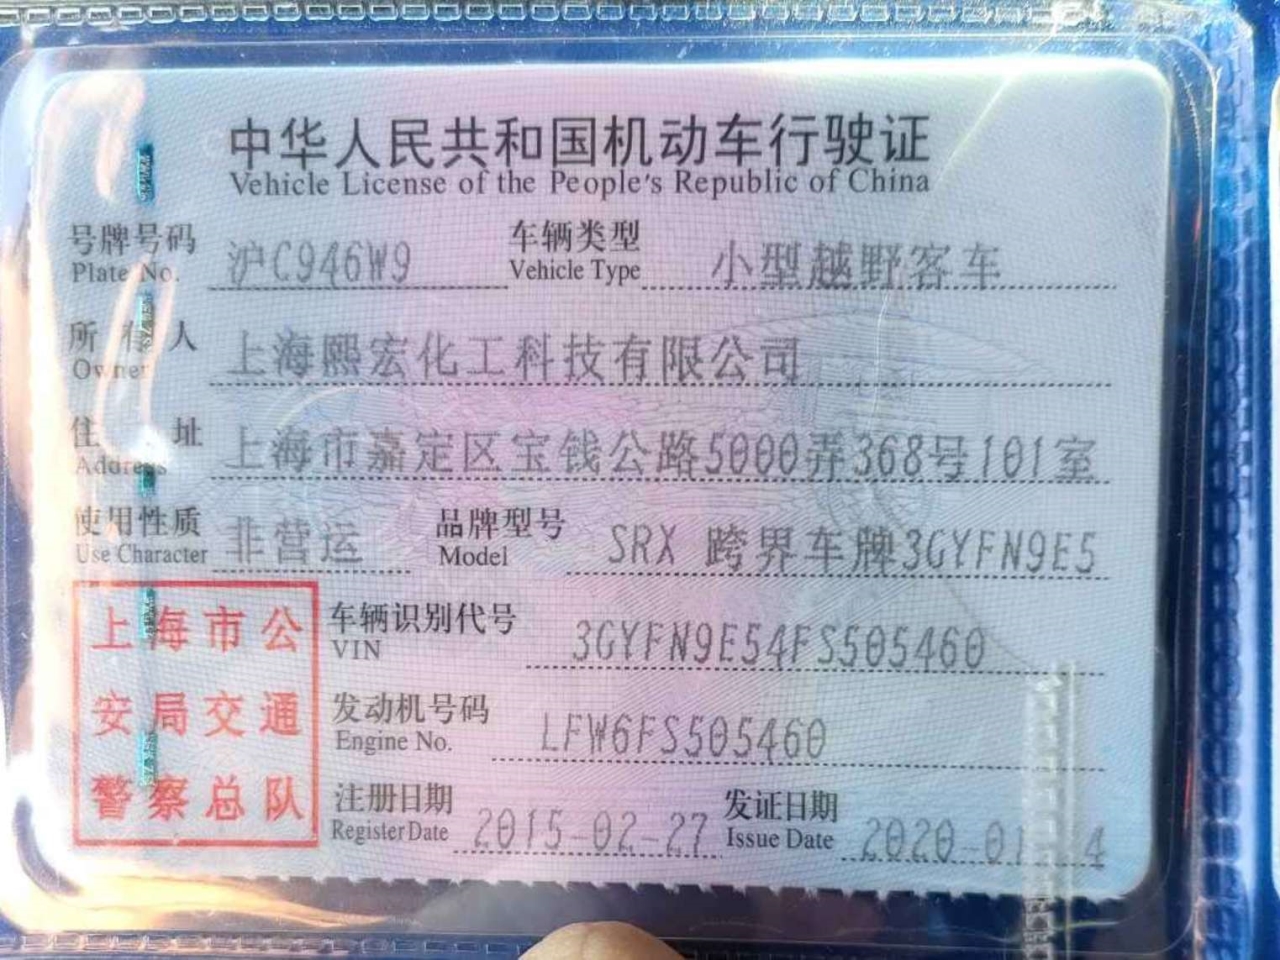 中华人民共和国机动车行驶证
Vehicle License of the People's Republic of China
号牌号码 沪C946W9 车辆类型 小型越野客车
Plate No. Vehicle Type
所有人 上海熙宏化工科技有限公司
Owner
住址 上海市嘉定区宝钱公路5000弄368号101室
Address
使用性质 非营运 品牌型号 SRX 跨界车牌3GYFN9E5
Use Character Model
上海市公
安局交通
警察总队
车辆识别代号 3GYFN9E54FS505460
VIN
发动机号码 LFW6FS505460
Engine No.
注册日期 2015-02-27 发证日期 2020-01
Register Date Issue Date